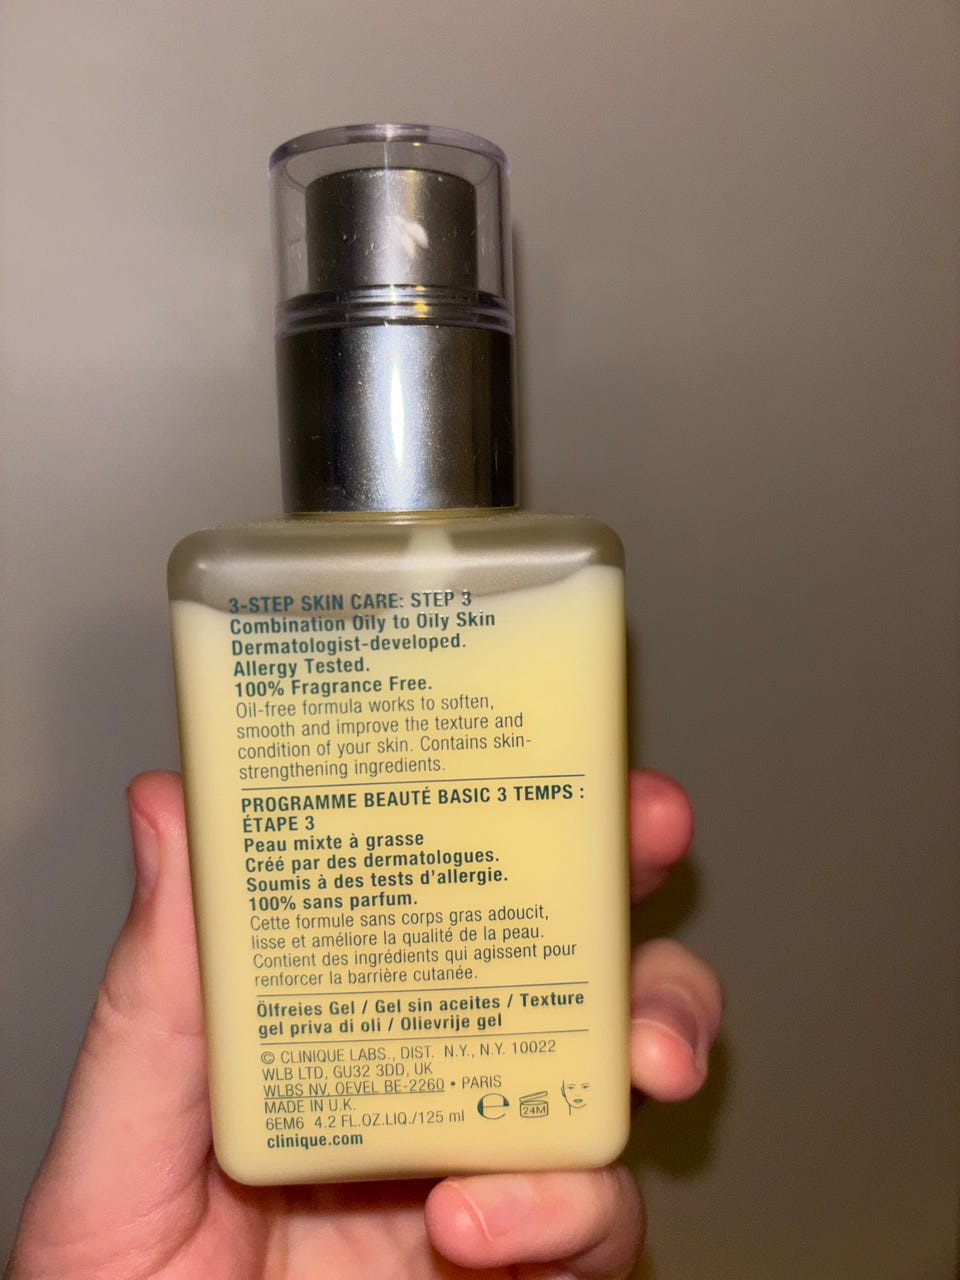 3-STEP SKIN CARE: STEP 3
Combination Oily to Oily Skin
Dermatologist-developed.
Allergy Tested.
100% Fragrance Free.
Oil-free formula works to soften,
smooth and improve the texture and
condition of your skin. Contains skin-
strengthening ingredients.
PROGRAMME BEAUTÉ BASIC 3 TEMPS :
ÉTAPE 3
Peau mixte à grasse
Créé par des dermatologues.
Soumis à des tests d'allergie.
100% sans parfum.
Cette formule sans corps gras adoucit,
lisse et améliore la qualité de la peau.
Contient des ingrédients qui agissent pour
renforcer la barrière cutanée.
Ölfreies Gel / Gel sin aceites / Texture
gel priva di oli / Olievrije gel
© CLINIQUE LABS., DIST. N.Y., N.Y. 10022
WLB LTD, GU32 3DD, UK
WLBS NV, OEVEL BE-2260 • PARIS
MADE IN U.K.
6EM6 4.2 FL.OZ.LIQ./125 ml ℮ 24M
clinique.com